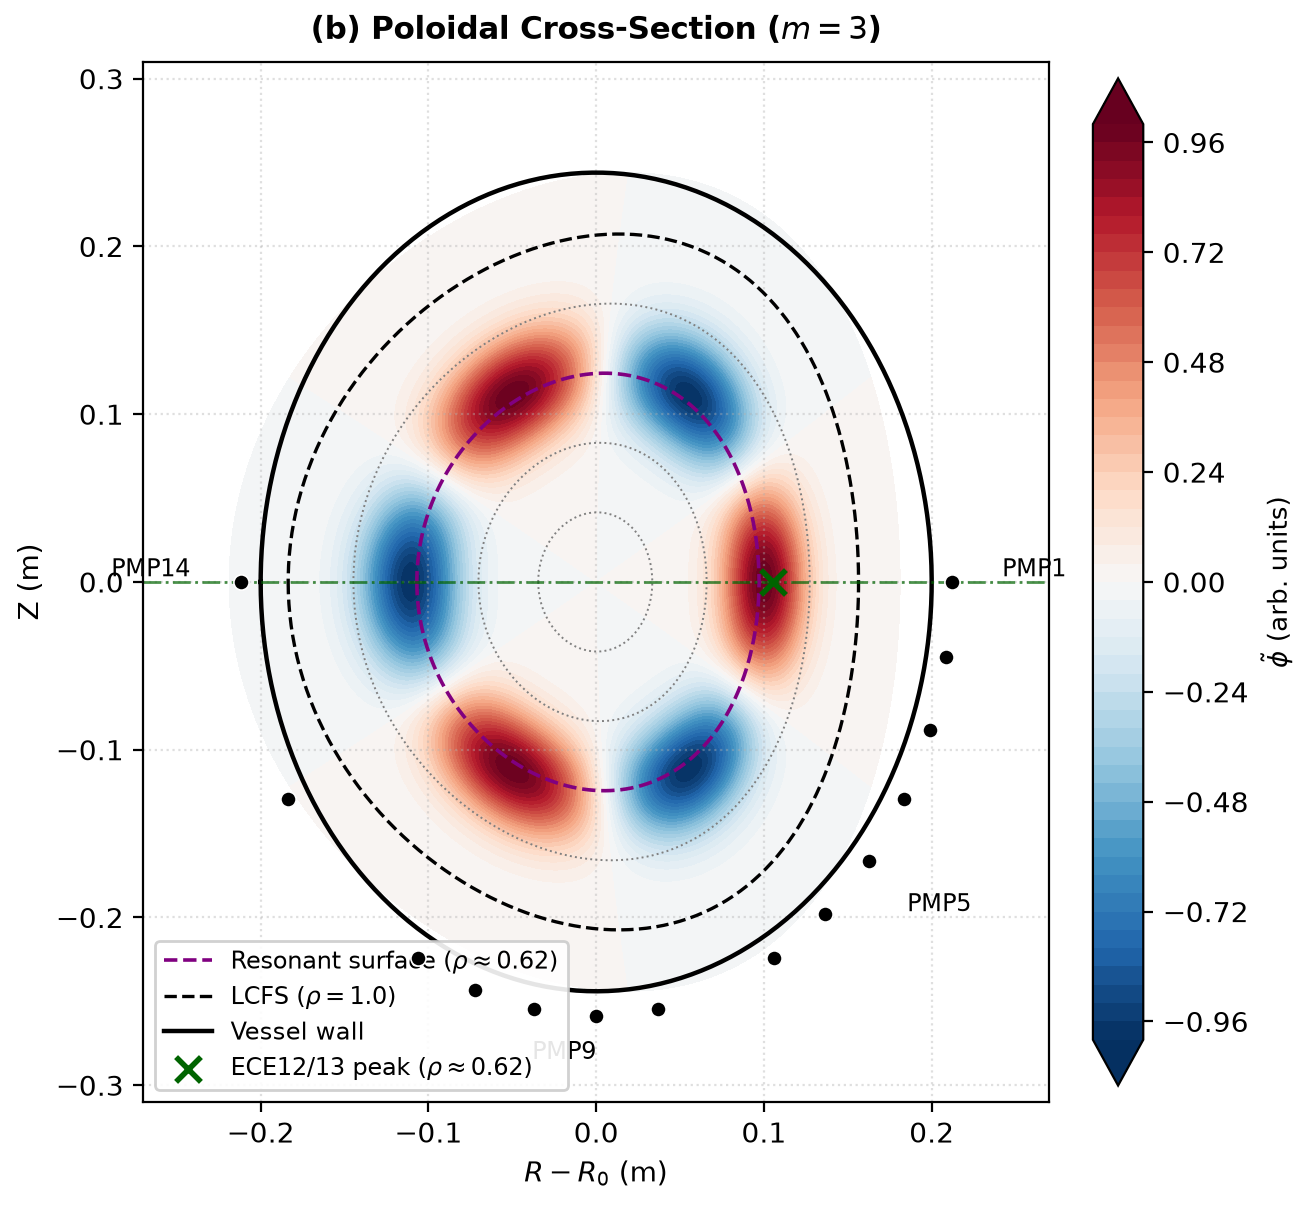 (b) Poloidal Cross-Section (m = 3)
0.3
0.2
0.1
0.0
−0.1
−0.2
−0.3
Z (m)
PMP14
PMP1
PMP5
PMP9
Resonant surface (ρ ≈ 0.62)
LCFS (ρ = 1.0)
Vessel wall
ECE12/13 peak (ρ ≈ 0.62)
−0.2
−0.1
0.0
0.1
0.2
R − R₀ (m)
0.96
0.72
0.48
0.24
0.00
−0.24
−0.48
−0.72
−0.96
ϕ̃ (arb. units)